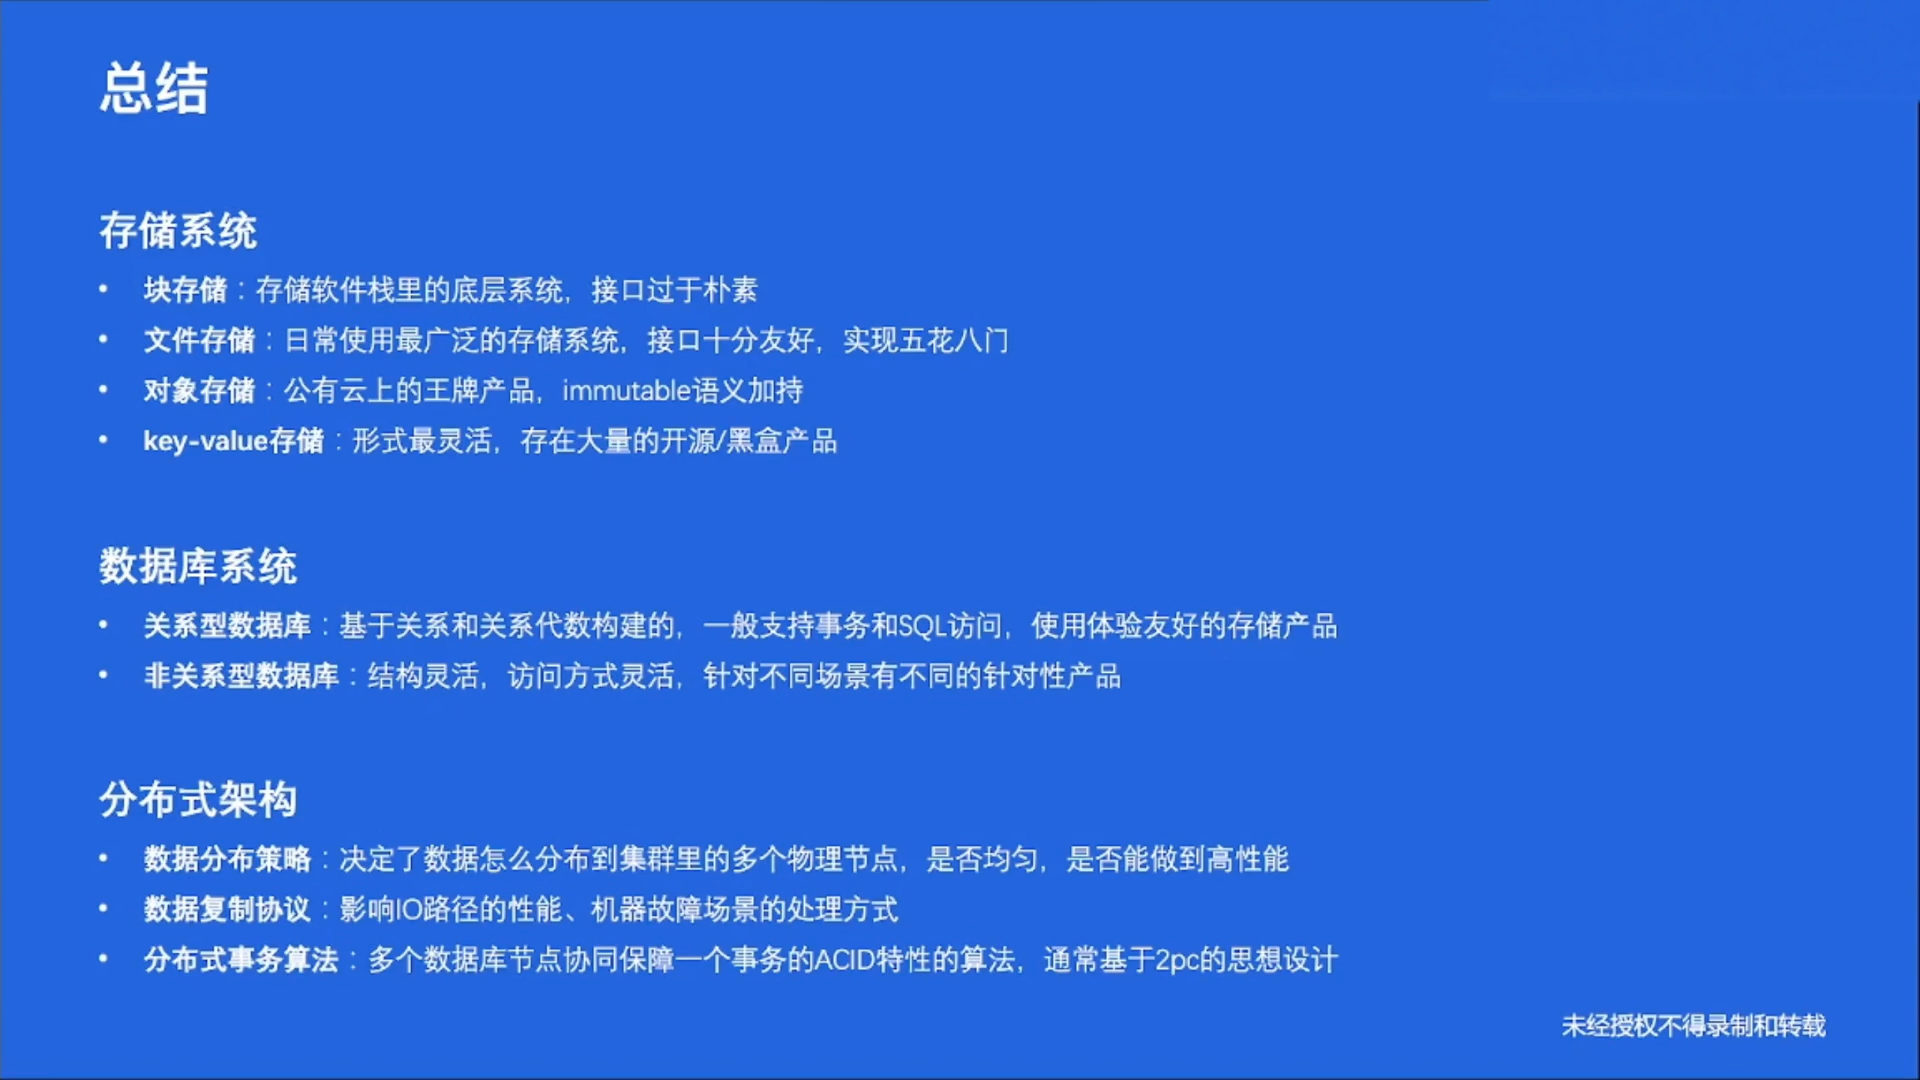 总结
存储系统
• 块存储：存储软件栈里的底层系统，接口过于朴素
• 文件存储：日常使用最广泛的存储系统，接口十分友好，实现五花八门
• 对象存储：公有云上的王牌产品，immutable语义加持
• key-value存储：形式最灵活，存在大量的开源/黑盒产品
数据库系统
• 关系型数据库：基于关系和关系代数构建的，一般支持事务和SQL访问，使用体验友好的存储产品
• 非关系型数据库：结构灵活，访问方式灵活，针对不同场景有不同的针对性产品
分布式架构
• 数据分布策略：决定了数据怎么分布到集群里的多个物理节点，是否均匀，是否能做到高性能
• 数据复制协议：影响IO路径的性能、机器故障场景的处理方式
• 分布式事务算法：多个数据库节点协同保障一个事务的ACID特性的算法，通常基于2pc的思想设计
未经授权不得录制和转载